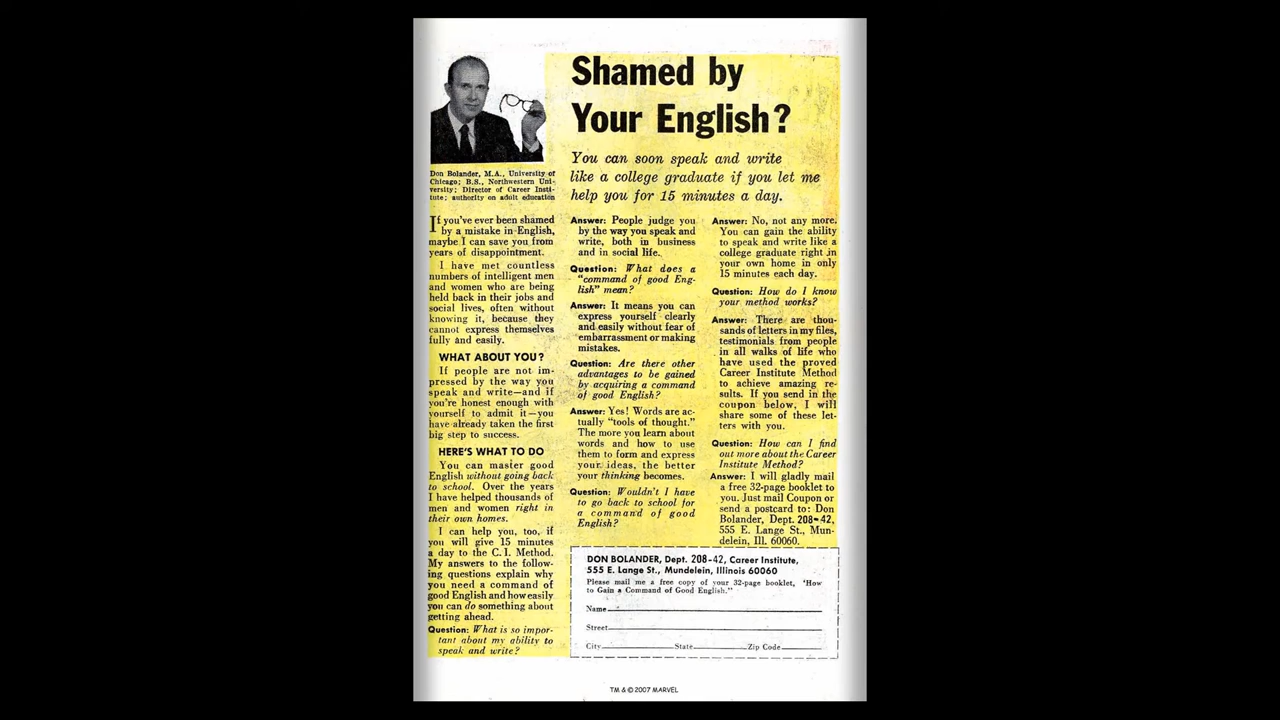 Shamed by
Your English?
You can soon speak and write
like a college graduate if you let me
help you for 15 minutes a day.
Don Bolander, M.A., University of
Chicago; B.S., Northwestern Uni-
versity; Director of Career Insti-
tute; authority on adult education
If you've ever been shamed
by a mistake in English,
maybe I can save you from
years of disappointment.
I have met countless
numbers of intelligent men
and women who are being
held back in their jobs and
social lives, often without
knowing it, because they
cannot express themselves
fully and easily.
WHAT ABOUT YOU?
If people are not im-
pressed by the way you
speak and write—and if
you're honest enough with
yourself to admit it—you
have already taken the first
big step to success.
HERE'S WHAT TO DO
You can master good
English without going back
to school. Over the years
I have helped thousands of
men and women right in
their own homes.
I can help you, too, if
you will give 15 minutes
a day to the C. I. Method.
My answers to the follow-
ing questions explain why
you need a command of
good English and how easily
you can do something about
getting ahead.
Question: What is so impor-
tant about my ability to
speak and write?
Answer: People judge you
by the way you speak and
write, both in business
and in social life.
Question: What does a
"command of good Eng-
lish" mean?
Answer: It means you can
express yourself clearly
and easily without fear of
embarrassment or making
mistakes.
Question: Are there other
advantages to be gained
by acquiring a command
of good English?
Answer: Yes! Words are ac-
tually "tools of thought."
The more you learn about
words and how to use
them to form and express
your ideas, the better
your thinking becomes.
Question: Wouldn't I have
to go back to school for
a command of good
English?
Answer: No, not any more.
You can gain the ability
to speak and write like a
college graduate right in
your own home in only
15 minutes each day.
Question: How do I know
your method works?
Answer: There are thou-
sands of letters in my files,
testimonials from people
in all walks of life who
have used the proved
Career Institute Method
to achieve amazing re-
sults. If you send in the
coupon below, I will
share some of these let-
ters with you.
Question: How can I find
out more about the Career
Institute Method?
Answer: I will gladly mail
a free 32-page booklet to
you. Just mail Coupon or
send a postcard to: Don
Bolander, Dept. 208-42,
555 E. Lange St., Mun-
delein, Ill. 60060.
DON BOLANDER, Dept. 208-42, Career Institute,
555 E. Lange St., Mundelein, Illinois 60060
Please mail me a free copy of your 32-page booklet, 'How
to Gain a Command of Good English."
Name
Street
City State Zip Code
TM & © 2007 MARVEL